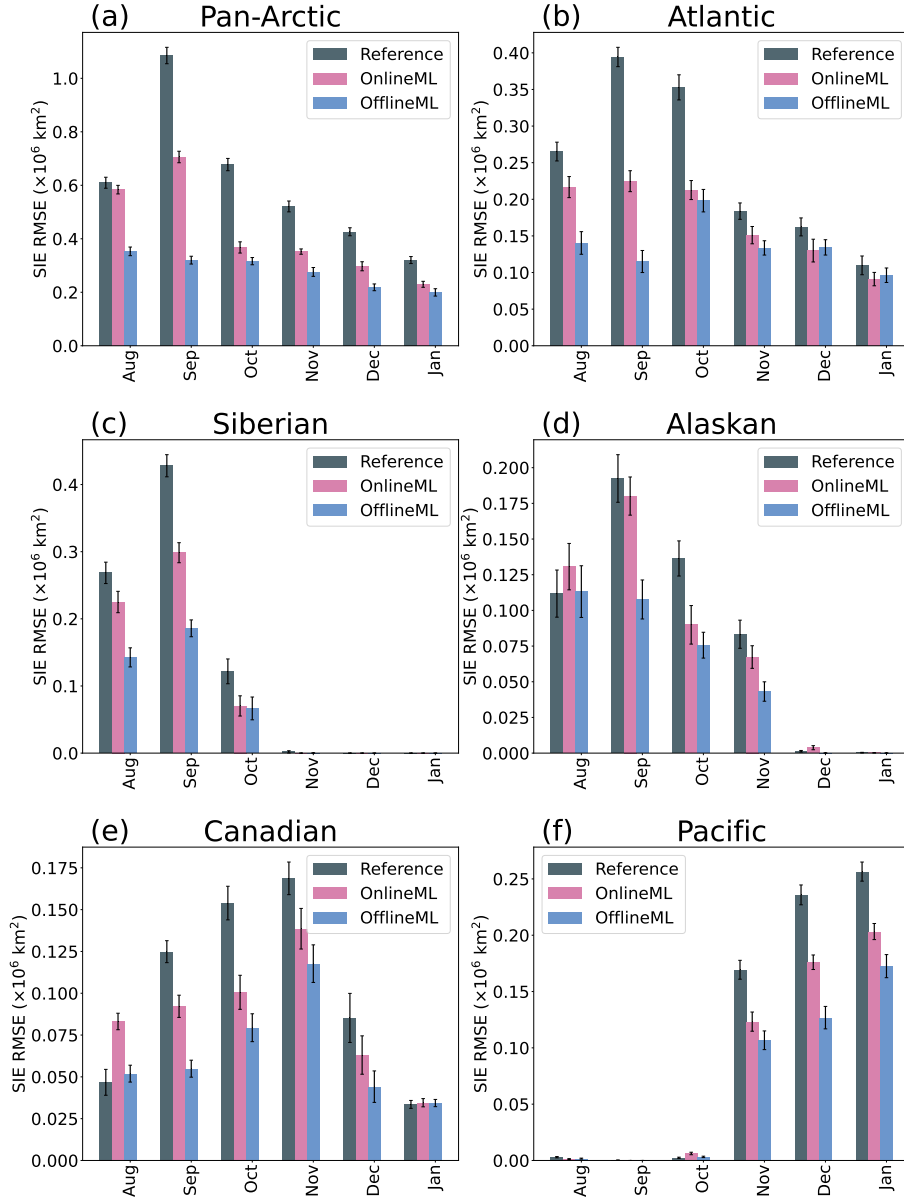 (a) Pan-Arctic
SIE RMSE (×10⁶ km²)
1.0
0.8
0.6
0.4
0.2
0.0
Reference
OnlineML
OfflineML
Aug Sep Oct Nov Dec Jan
(b) Atlantic
SIE RMSE (×10⁶ km²)
0.40
0.35
0.30
0.25
0.20
0.15
0.10
0.05
0.00
Reference
OnlineML
OfflineML
Aug Sep Oct Nov Dec Jan
(c) Siberian
SIE RMSE (×10⁶ km²)
0.4
0.3
0.2
0.1
0.0
Reference
OnlineML
OfflineML
Aug Sep Oct Nov Dec Jan
(d) Alaskan
SIE RMSE (×10⁶ km²)
0.200
0.175
0.150
0.125
0.100
0.075
0.050
0.025
0.000
Reference
OnlineML
OfflineML
Aug Sep Oct Nov Dec Jan
(e) Canadian
SIE RMSE (×10⁶ km²)
0.175
0.150
0.125
0.100
0.075
0.050
0.025
0.000
Reference
OnlineML
OfflineML
Aug Sep Oct Nov Dec Jan
(f) Pacific
SIE RMSE (×10⁶ km²)
0.25
0.20
0.15
0.10
0.05
0.00
Reference
OnlineML
OfflineML
Aug Sep Oct Nov Dec Jan